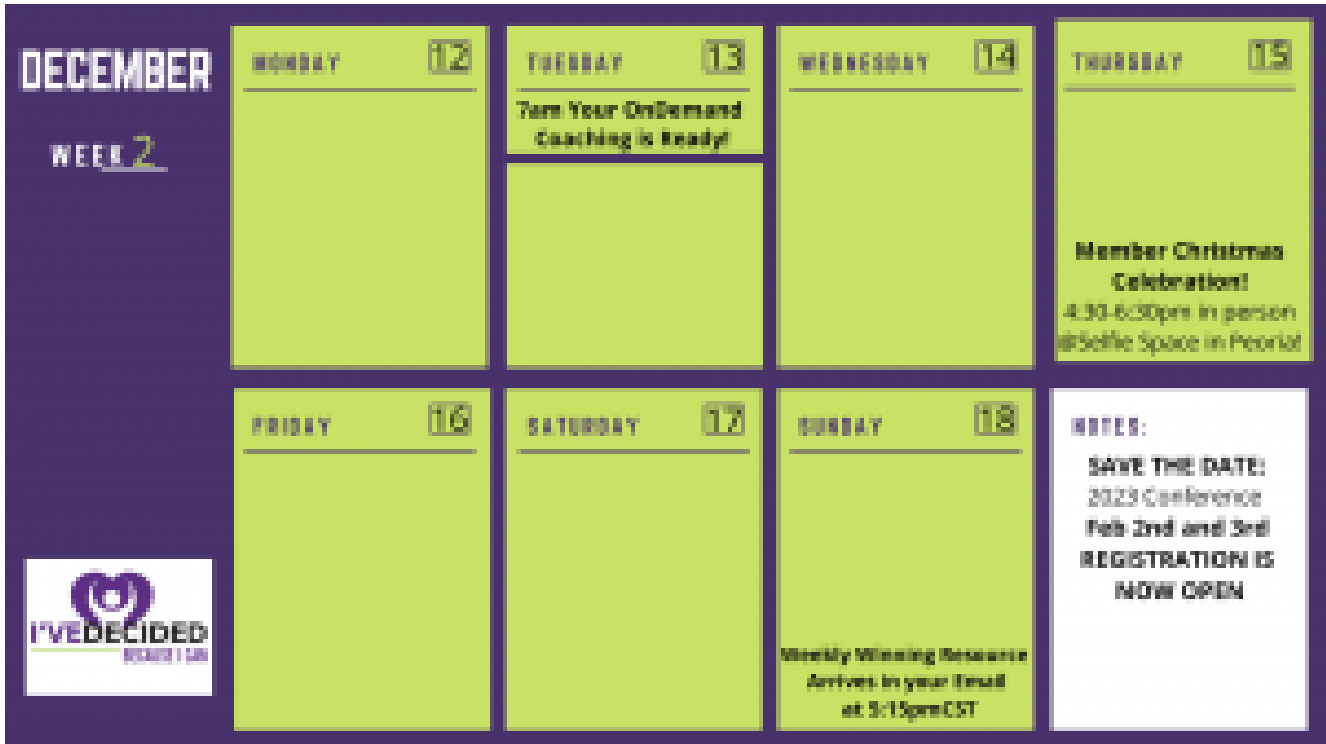 DECEMBER
WEEK 2
MONDAY 12
TUESDAY 13
7am Your OnDemand
Coaching is Ready!
WEDNESDAY 14
THURSDAY 15
Member Christmas
Celebration!
4:30-6:30pm in person
@Selfie Space in Peoria!
FRIDAY 16
SATURDAY 17
SUNDAY 18
Weekly Winning Resource
Arrives in your Email
at 5:15pmCST
NOTES:
SAVE THE DATE:
2023 Conference
Feb 2nd and 3rd
REGISTRATION IS
NOW OPEN
I'VEDECIDED
BECAUSE I CAN